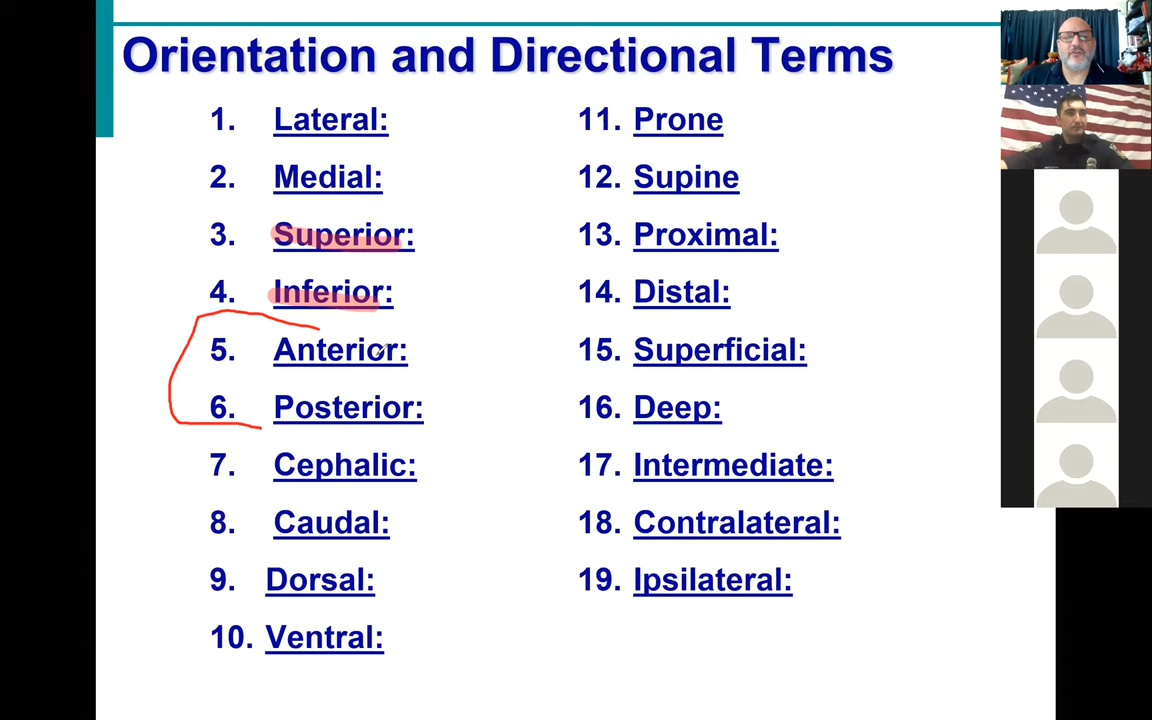 Orientation and Directional Terms
1. Lateral:
2. Medial:
3. Superior:
4. Inferior:
5. Anterior:
6. Posterior:
7. Cephalic:
8. Caudal:
9. Dorsal:
10. Ventral:
11. Prone
12. Supine
13. Proximal:
14. Distal:
15. Superficial:
16. Deep:
17. Intermediate:
18. Contralateral:
19. Ipsilateral: